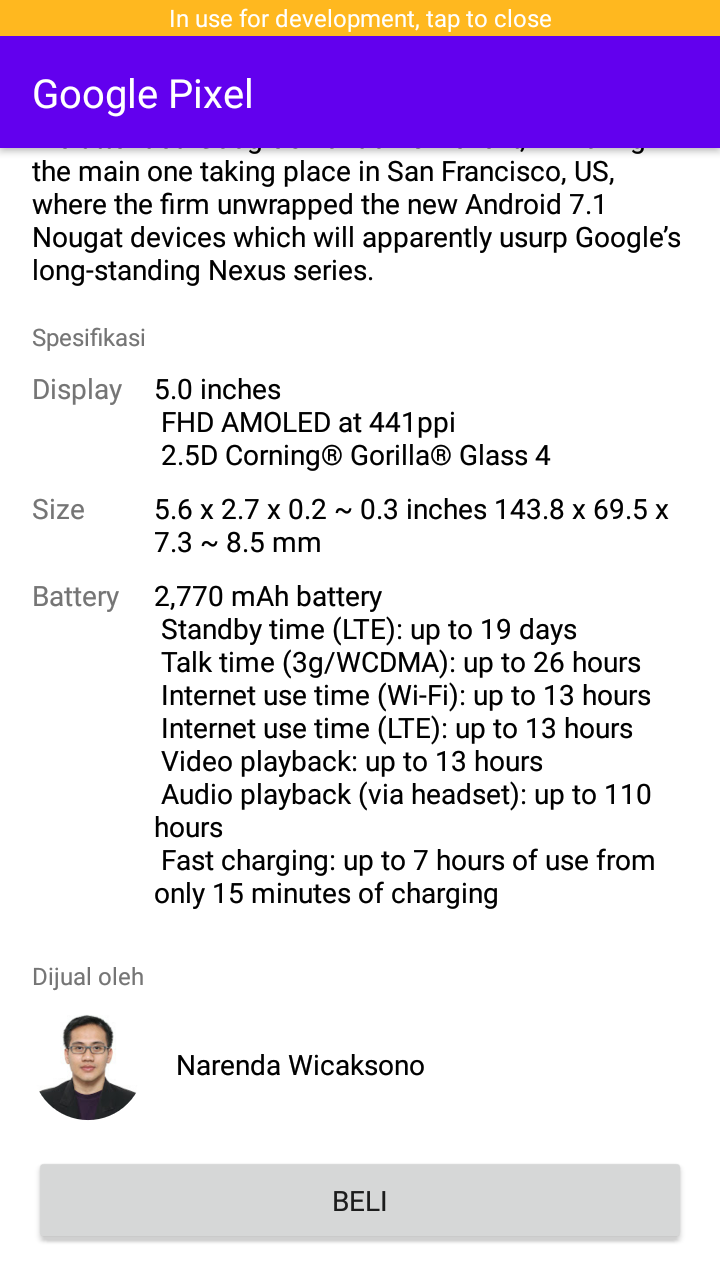 In use for development, tap to close
Google Pixel
the main one taking place in San Francisco, US,
where the firm unwrapped the new Android 7.1
Nougat devices which will apparently usurp Google’s
long-standing Nexus series.
Spesifikasi
Display
5.0 inches
FHD AMOLED at 441ppi
2.5D Corning® Gorilla® Glass 4
Size
5.6 x 2.7 x 0.2 ~ 0.3 inches 143.8 x 69.5 x
7.3 ~ 8.5 mm
Battery
2,770 mAh battery
Standby time (LTE): up to 19 days
Talk time (3g/WCDMA): up to 26 hours
Internet use time (Wi-Fi): up to 13 hours
Internet use time (LTE): up to 13 hours
Video playback: up to 13 hours
Audio playback (via headset): up to 110
hours
Fast charging: up to 7 hours of use from
only 15 minutes of charging
Dijual oleh
Narenda Wicaksono
BELI